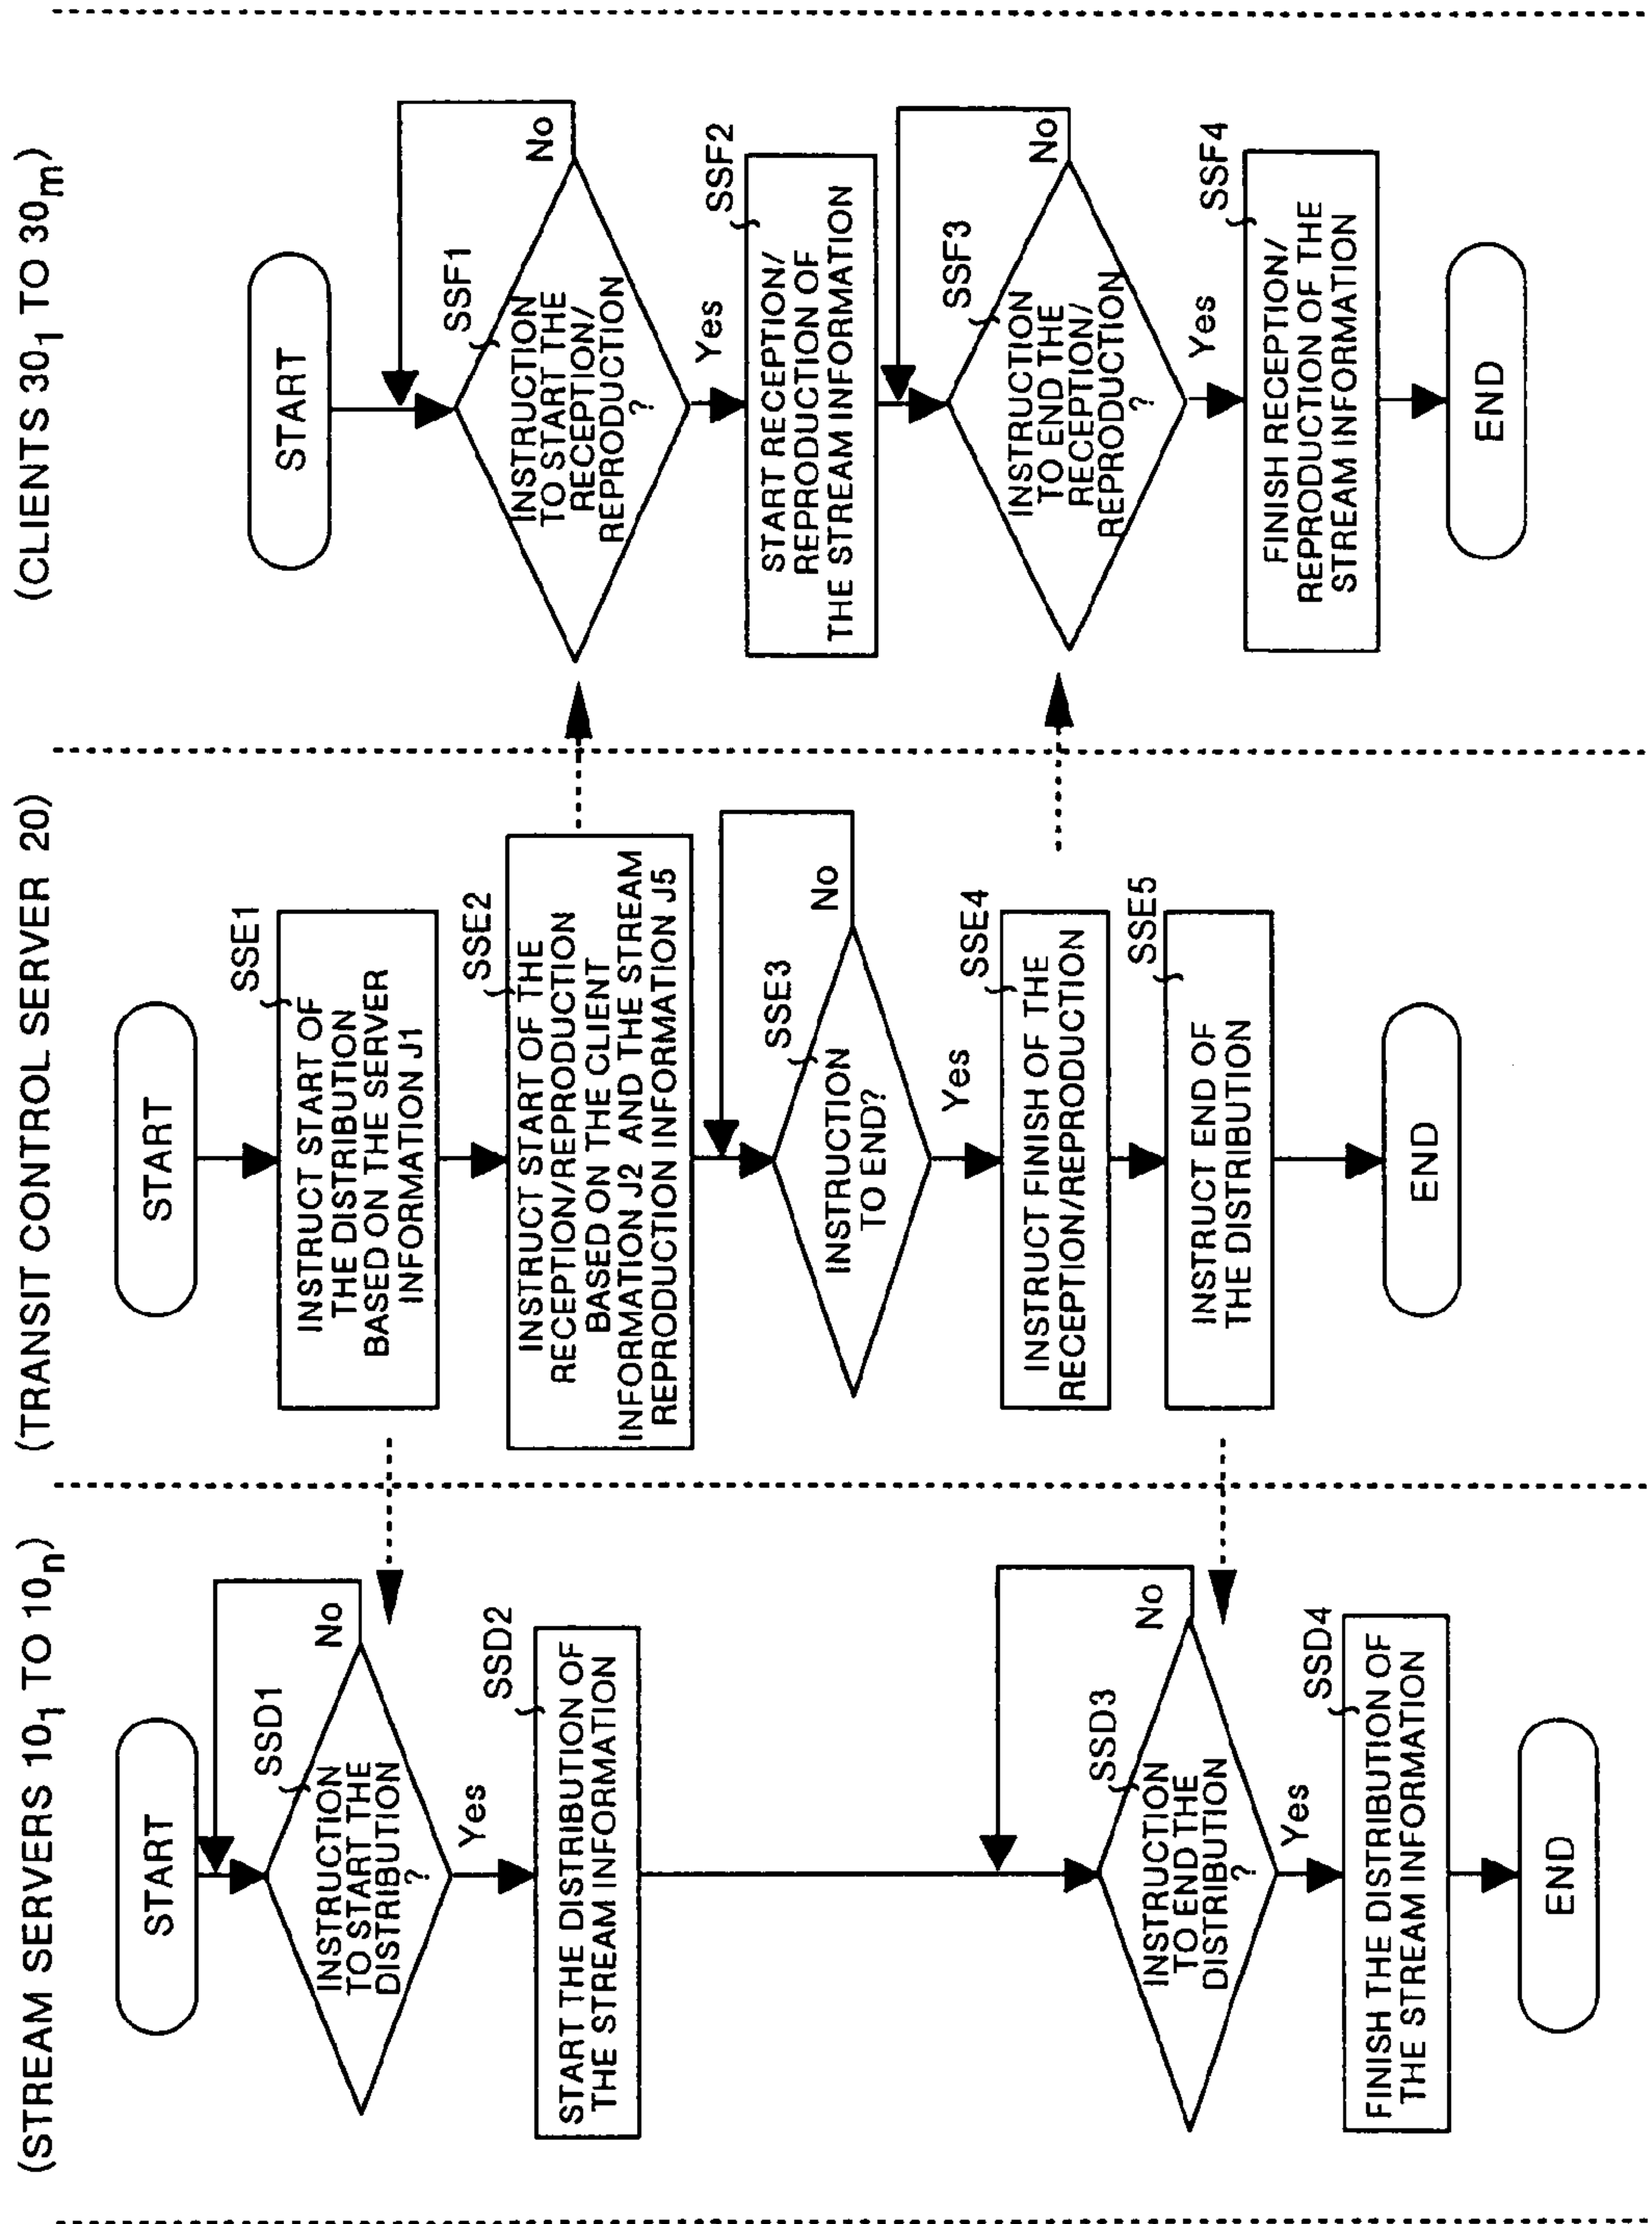 (STREAM SERVERS 10₁ TO 10ₙ)
START
SSD1
INSTRUCTION
TO START THE
DISTRIBUTION
?
No
Yes
SSD2
START THE DISTRIBUTION OF
THE STREAM INFORMATION
SSD3
INSTRUCTION
TO END THE
DISTRIBUTION
?
No
Yes
SSD4
FINISH THE DISTRIBUTION OF
THE STREAM INFORMATION
END
(TRANSIT CONTROL SERVER 20)
START
SSE1
INSTRUCT START OF
THE DISTRIBUTION
BASED ON THE SERVER
INFORMATION J1
SSE2
INSTRUCT START OF THE
RECEPTION/REPRODUCTION
BASED ON THE CLIENT
INFORMATION J2 AND THE STREAM
REPRODUCTION INFORMATION J5
SSE3
INSTRUCTION
TO END?
No
Yes
SSE4
INSTRUCT FINISH OF THE
RECEPTION/REPRODUCTION
SSE5
INSTRUCT END OF
THE DISTRIBUTION
END
(CLIENTS 30₁ TO 30ₘ)
START
SSF1
INSTRUCTION
TO START THE
RECEPTION/
REPRODUCTION
?
No
Yes
SSF2
START RECEPTION/
REPRODUCTION OF
THE STREAM INFORMATION
SSF3
INSTRUCTION
TO END THE
RECEPTION/
REPRODUCTION
?
No
Yes
SSF4
FINISH RECEPTION/
REPRODUCTION OF THE
STREAM INFORMATION
END